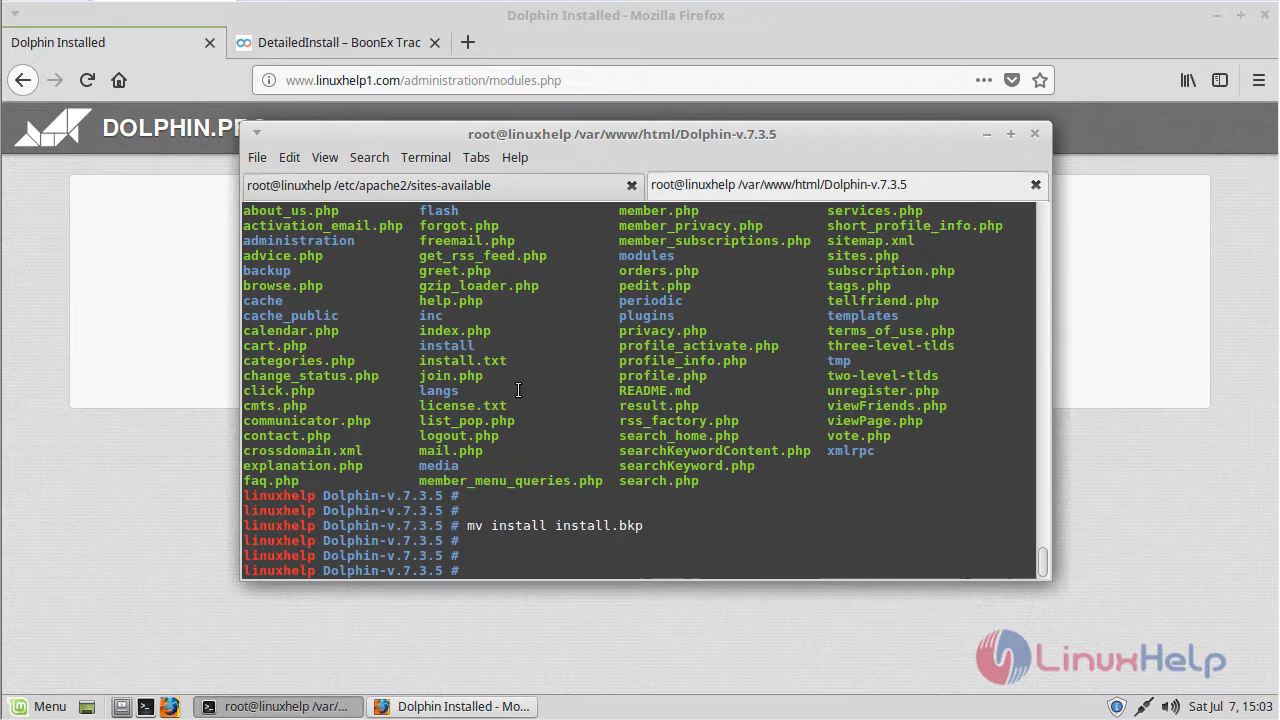 Dolphin Installed - Mozilla Firefox
Dolphin Installed
DetailedInstall – BoonEx Trac
www.linuxhelp1.com/administration/modules.php
DOLPHIN.PR
root@linuxhelp /var/www/html/Dolphin-v.7.3.5
File Edit View Search Terminal Tabs Help
root@linuxhelp /etc/apache2/sites-available root@linuxhelp /var/www/html/Dolphin-v.7.3.5
about_us.php flash member.php services.php
activation_email.php forgot.php member_privacy.php short_profile_info.php
administration freemail.php member_subscriptions.php sitemap.xml
advice.php get_rss_feed.php modules sites.php
backup greet.php orders.php subscription.php
browse.php gzip_loader.php pedit.php tags.php
cache help.php periodic tellfriend.php
cache_public inc plugins templates
calendar.php index.php privacy.php terms_of_use.php
cart.php install profile_activate.php three-level-tlds
categories.php install.txt profile_info.php tmp
change_status.php join.php profile.php two-level-tlds
click.php langs README.md unregister.php
cmts.php license.txt result.php viewFriends.php
communicator.php list_pop.php rss_factory.php viewPage.php
contact.php logout.php search_home.php vote.php
crossdomain.xml mail.php searchKeywordContent.php xmlrpc
explanation.php media searchKeyword.php
faq.php member_menu_queries.php search.php
linuxhelp Dolphin-v.7.3.5 #
linuxhelp Dolphin-v.7.3.5 #
linuxhelp Dolphin-v.7.3.5 # mv install install.bkp
linuxhelp Dolphin-v.7.3.5 #
linuxhelp Dolphin-v.7.3.5 #
linuxhelp Dolphin-v.7.3.5 #
LinuxHelp
Menu root@linuxhelp /var/... Dolphin Installed - Mo... Sat Jul 7, 15:03